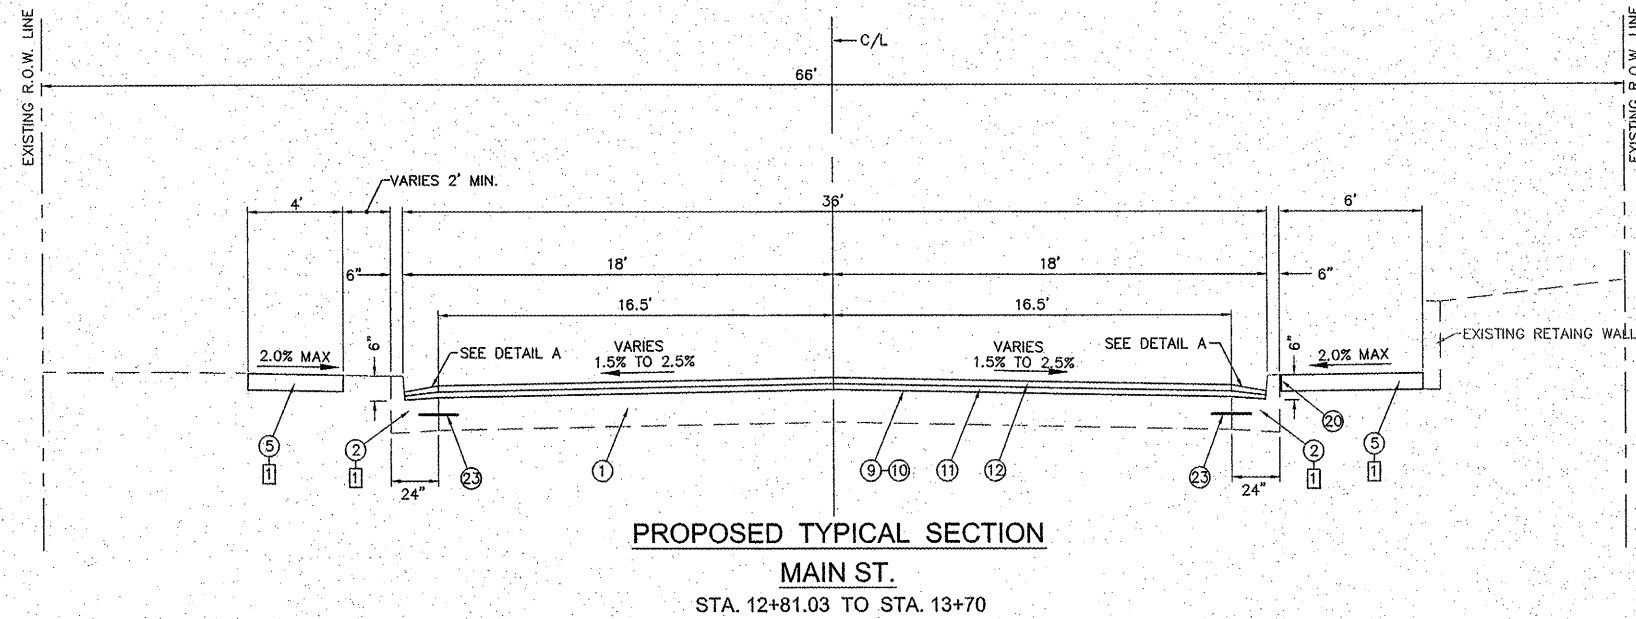 EXISTING R.O.W. LINE
EXISTING R.O.W. LINE
C/L
66'
VARIES 2' MIN.
4'
36'
6'
6"
18'
18'
6"
16.5'
16.5'
6"
SEE DETAIL A
VARIES
1.5% TO 2.5%
VARIES
1.5% TO 2.5%
SEE DETAIL A
6"
EXISTING RETAING WALL
2.0% MAX
2.0% MAX
20
5
1
2
1
23
1
9 10
11
12
23
2
1
5
1
24"
24"
PROPOSED TYPICAL SECTION
MAIN ST.
STA. 12+81.03 TO STA. 13+70